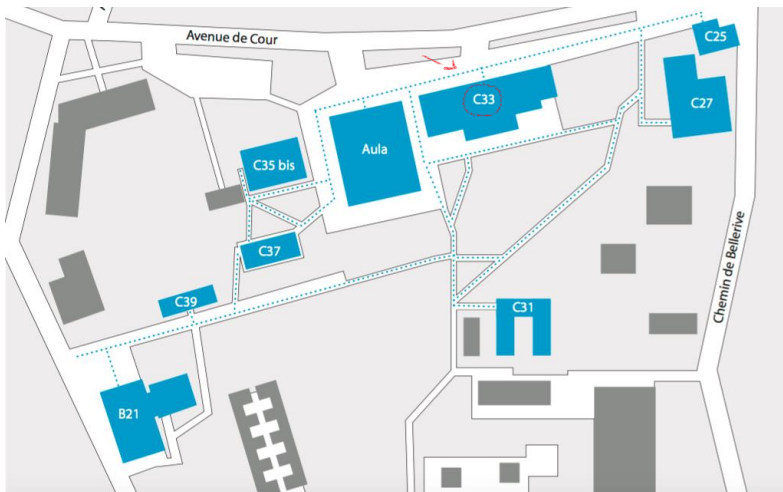 Avenue de Cour
C25
C33
C27
Aula
C35 bis
C37
Chemin de Bellerive
C39
C31
B21